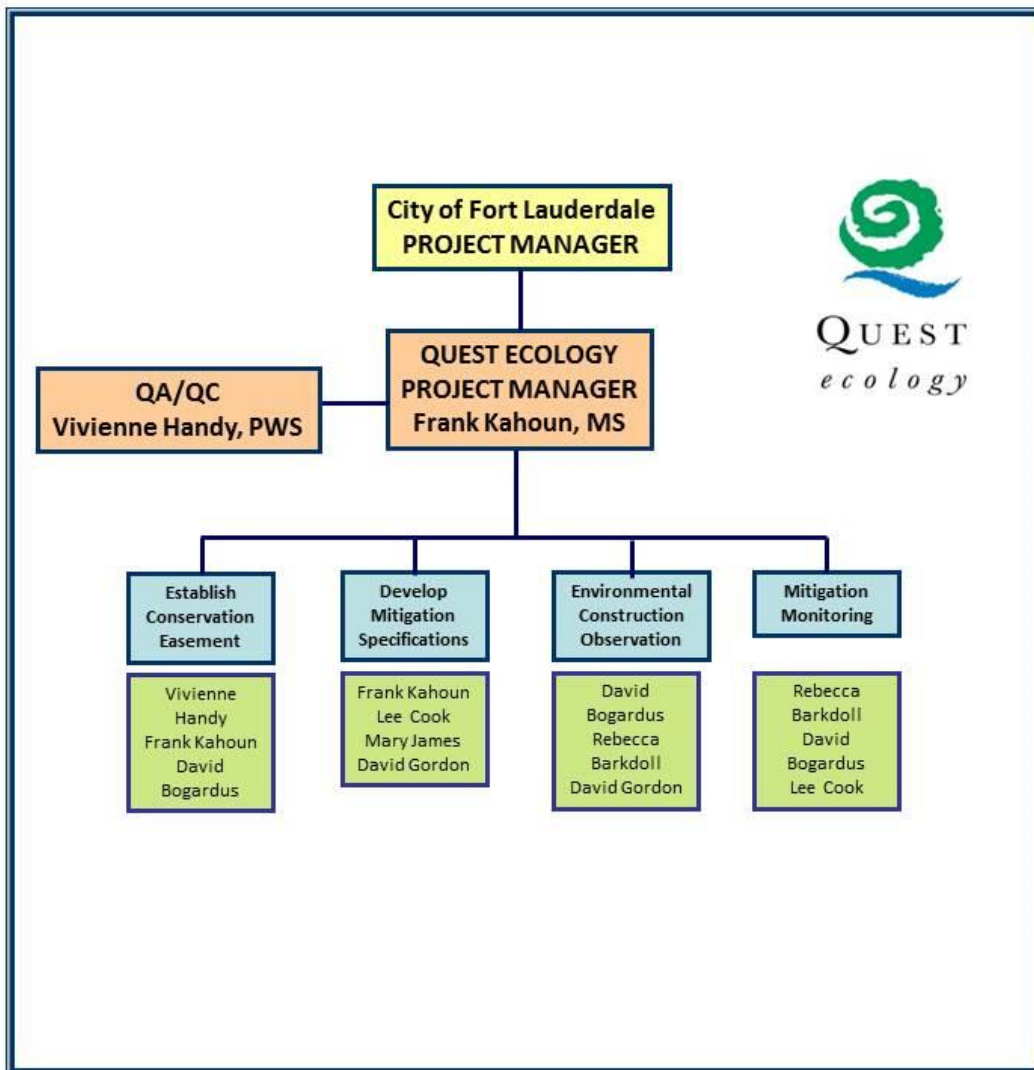 City of Fort Lauderdale
PROJECT MANAGER
QUEST
ecology
QUEST ECOLOGY
PROJECT MANAGER
Frank Kahoun, MS
QA/QC
Vivienne Handy, PWS
Establish
Conservation
Easement
Develop
Mitigation
Specifications
Environmental
Construction
Observation
Mitigation
Monitoring
Vivienne
Handy
Frank Kahoun
David
Bogardus
Frank Kahoun
Lee Cook
Mary James
David Gordon
David
Bogardus
Rebecca
Barkdoll
David Gordon
Rebecca
Barkdoll
David
Bogardus
Lee Cook